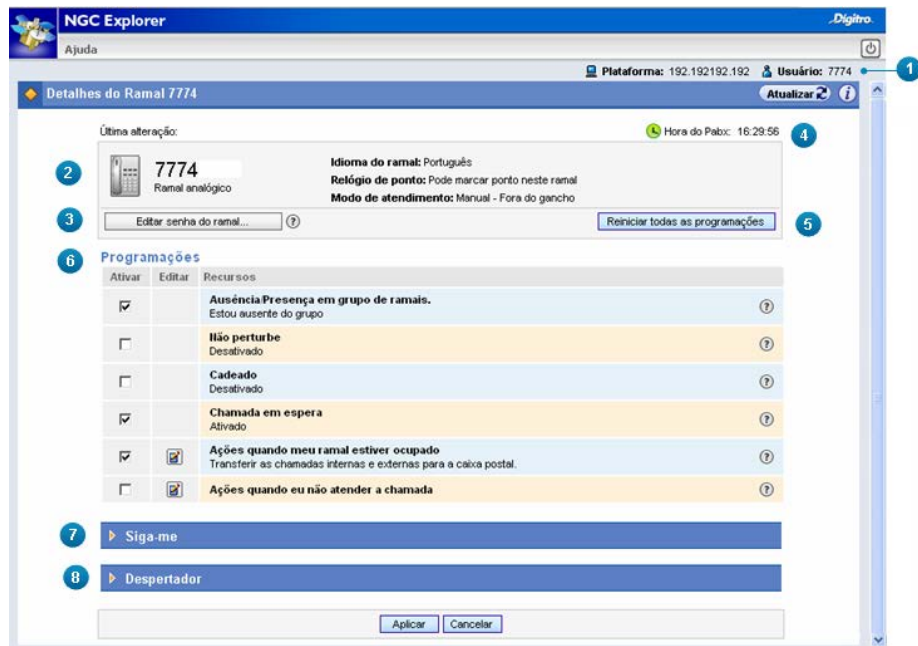 NGC Explorer
.Dígitro.
Ajuda
Plataforma: 192.192192.192 Usuário: 7774
1
Detalhes do Ramal 7774
Atualizar
i
Última alteração:
Hora do Pabx: 16:29:56
4
2
7774
Ramal analógico
Idioma do ramal: Português
Relógio de ponto: Pode marcar ponto neste ramal
Modo de atendimento: Manual - Fora do gancho
3
Editar senha do ramal...
?
Reiniciar todas as programações
5
6
Programações
Ativar Editar Recursos
Ausência/Presença em grupo de ramais.
Estou ausente do grupo
?
Não perturbe
Desativado
?
Cadeado
Desativado
?
Chamada em espera
Ativado
?
Ações quando meu ramal estiver ocupado
Transferir as chamadas internas e externas para a caixa postal.
?
Ações quando eu não atender a chamada
?
7
Siga-me
8
Despertador
Aplicar
Cancelar